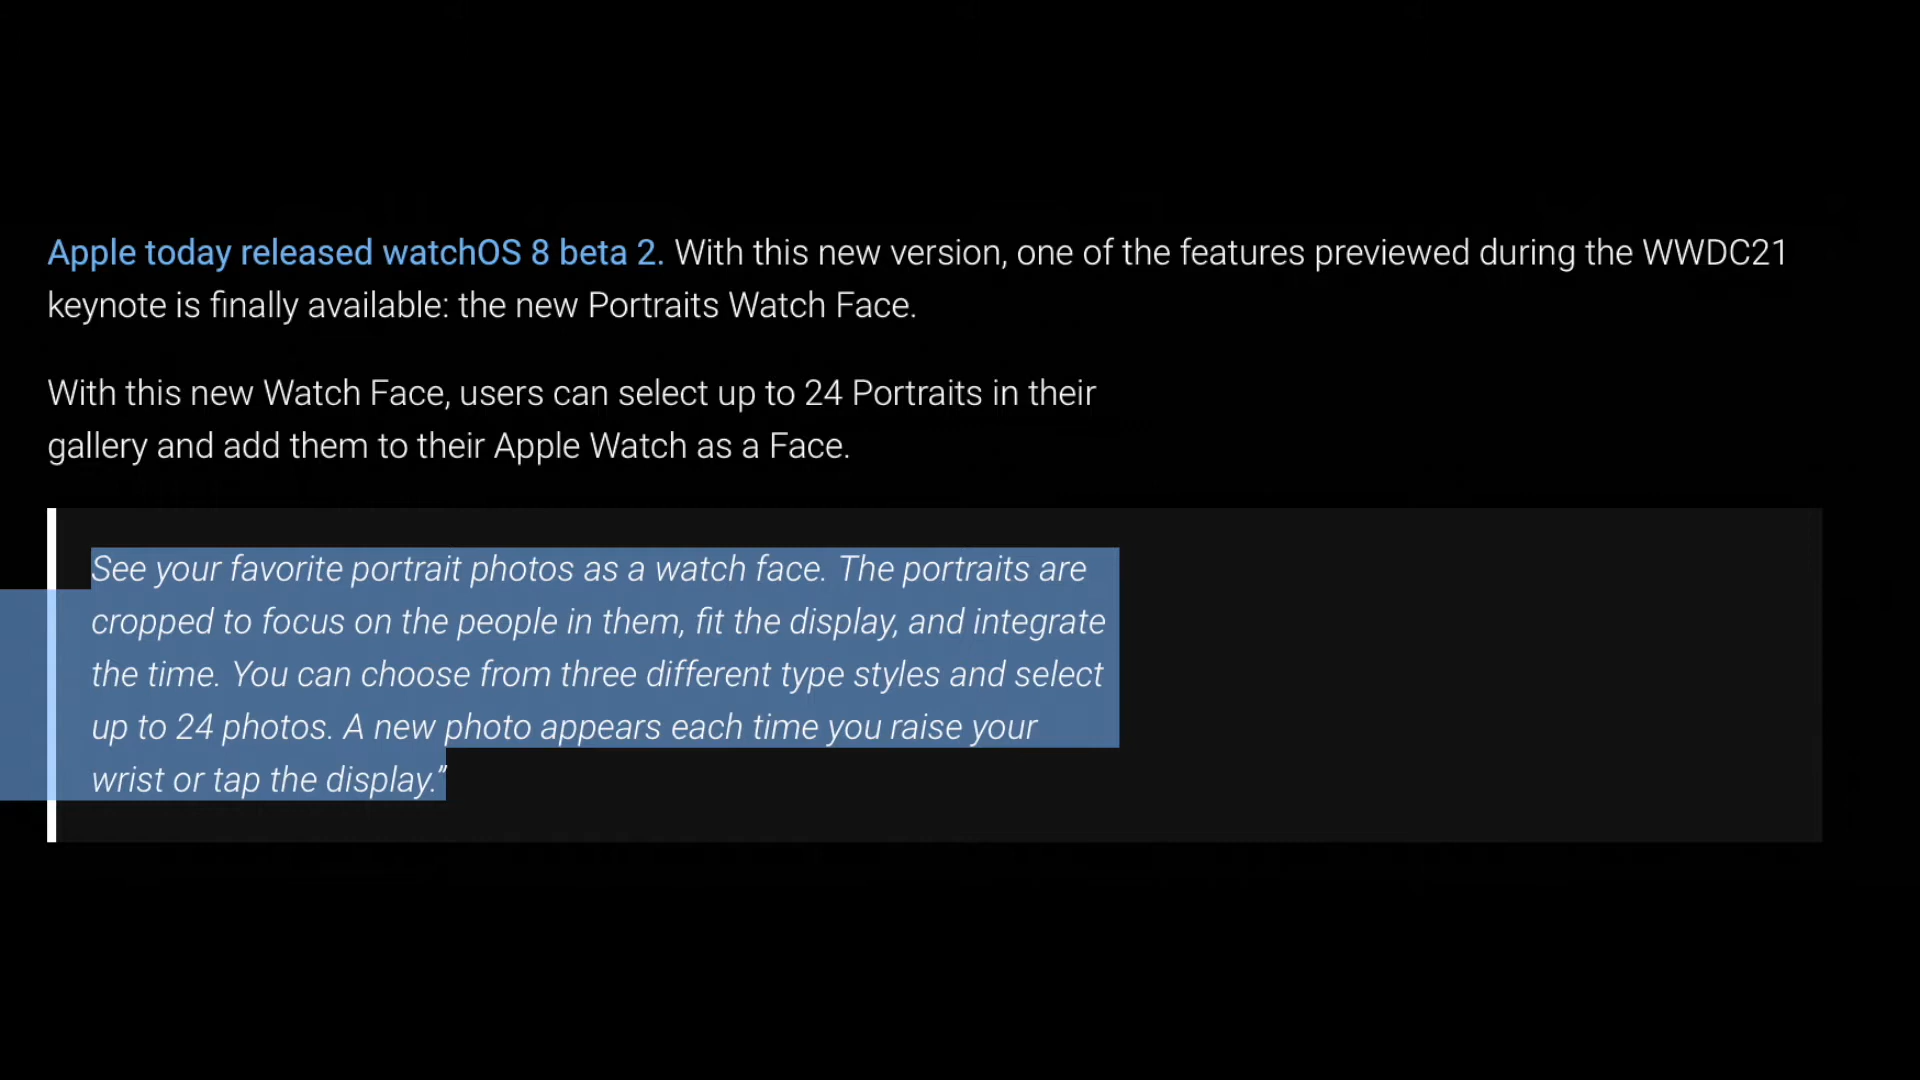 Apple today released watchOS 8 beta 2. With this new version, one of the features previewed during the WWDC21
keynote is finally available: the new Portraits Watch Face.
With this new Watch Face, users can select up to 24 Portraits in their
gallery and add them to their Apple Watch as a Face.
See your favorite portrait photos as a watch face. The portraits are
cropped to focus on the people in them, fit the display, and integrate
the time. You can choose from three different type styles and select
up to 24 photos. A new photo appears each time you raise your
wrist or tap the display.”